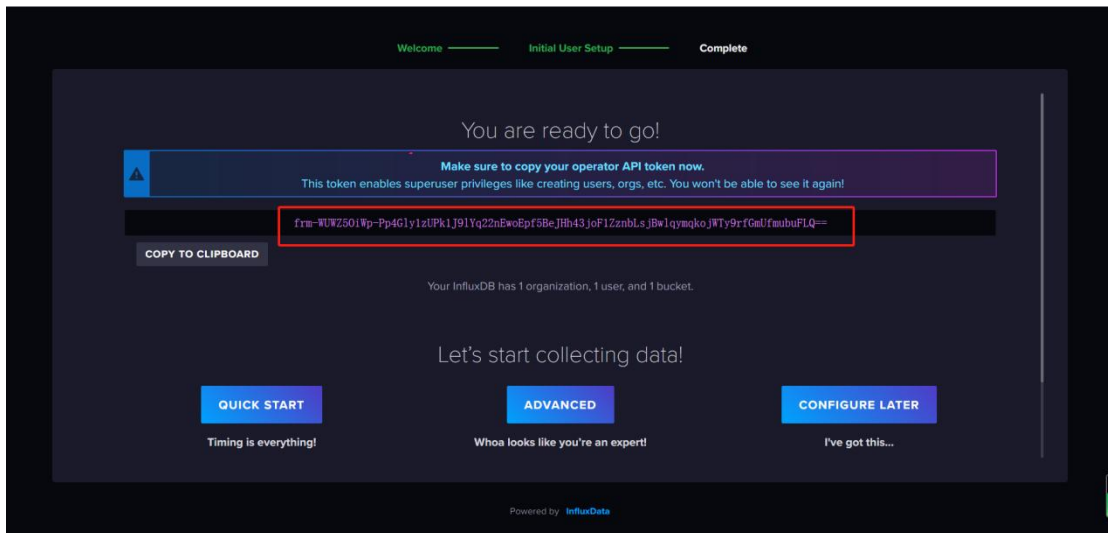 Welcome
Initial User Setup
Complete
You are ready to go!
Make sure to copy your operator API token now.
This token enables superuser privileges like creating users, orgs, etc. You won't be able to see it again!
frm-WUWZ5OiWp-Pp4Gly1zUPk1J9lYq22nEwoEpf5BeJHh43joF1ZznbLsjBwlqymqkojWTy9rfGmUfmubuFLQ==
COPY TO CLIPBOARD
Your InfluxDB has 1 organization, 1 user, and 1 bucket.
Let's start collecting data!
QUICK START
ADVANCED
CONFIGURE LATER
Timing is everything!
Whoa looks like you're an expert!
I've got this...
Powered by InfluxData